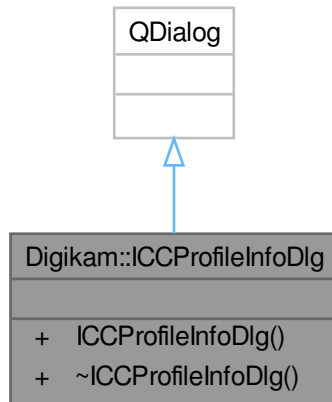 QDialog
Digikam::ICCProfileInfoDlg
+ ICCProfileInfoDlg()
+ ~ICCProfileInfoDlg()